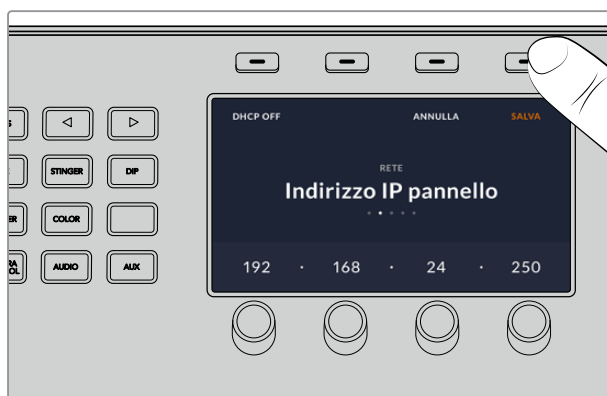 DHCP OFF ANNULLA SALVA
RETE
Indirizzo IP pannello
192 . 168 . 24 . 250
STINGER DIP
COLOR
AUDIO AUX